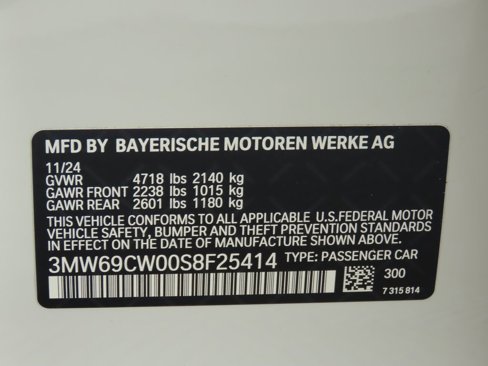 MFD BY BAYERISCHE MOTOREN WERKE AG
11/24
GVWR 4718 lbs 2140 kg
GAWR FRONT 2238 lbs 1015 kg
GAWR REAR 2601 lbs 1180 kg
THIS VEHICLE CONFORMS TO ALL APPLICABLE U.S.FEDERAL MOTOR
VEHICLE SAFETY, BUMPER AND THEFT PREVENTION STANDARDS
IN EFFECT ON THE DATE OF MANUFACTURE SHOWN ABOVE.
3MW69CW00S8F25414 TYPE: PASSENGER CAR
300
7 315 814